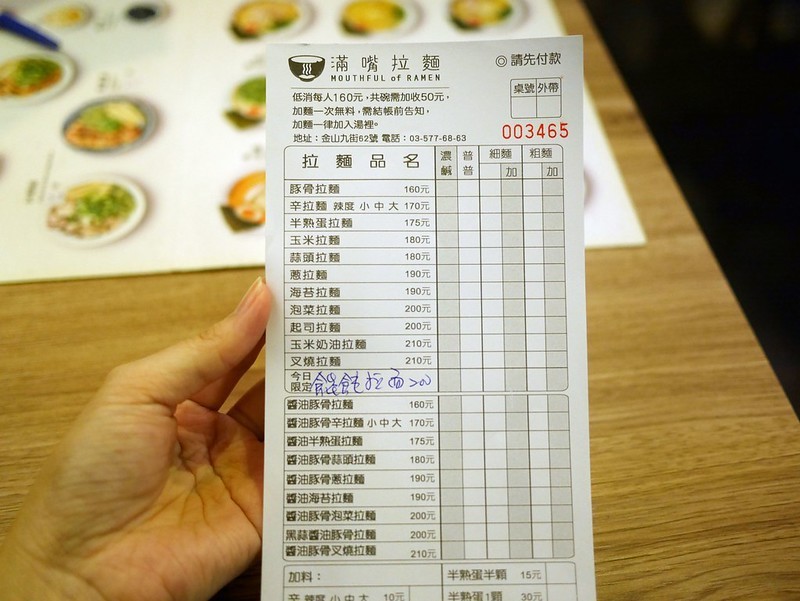 滿嘴拉麵 ◎請先付款
MOUTHFUL of RAMEN
低消每人160元，共碗需加收50元，
加麵一次無料，需結帳前告知，
加麵一律加入湯裡。
桌號 外帶
003465
地址：金山九街62號 電話：03-577-68-63
拉麵品名 濃鹹 普普 細麵 加 粗麵 加
豚骨拉麵 160元
辛拉麵 辣度 小 中 大 170元
半熟蛋拉麵 175元
玉米拉麵 180元
蒜頭拉麵 180元
蔥拉麵 190元
海苔拉麵 190元
泡菜拉麵 200元
起司拉麵 200元
玉米奶油拉麵 210元
叉燒拉麵 210元
今日限定 餛飩拉面 200
醬油豚骨拉麵 160元
醬油豚骨辛拉麵 小 中 大 170元
醬油半熟蛋拉麵 175元
醬油豚骨蒜頭拉麵 180元
醬油豚骨蔥拉麵 190元
醬油海苔拉麵 190元
醬油豚骨泡菜拉麵 200元
黑蒜醬油豚骨拉麵 200元
醬油豚骨叉燒拉麵 210元
加料： 半熟蛋半顆 15元
辛 辣度 小 中 大 10元 半熟蛋1顆 30元